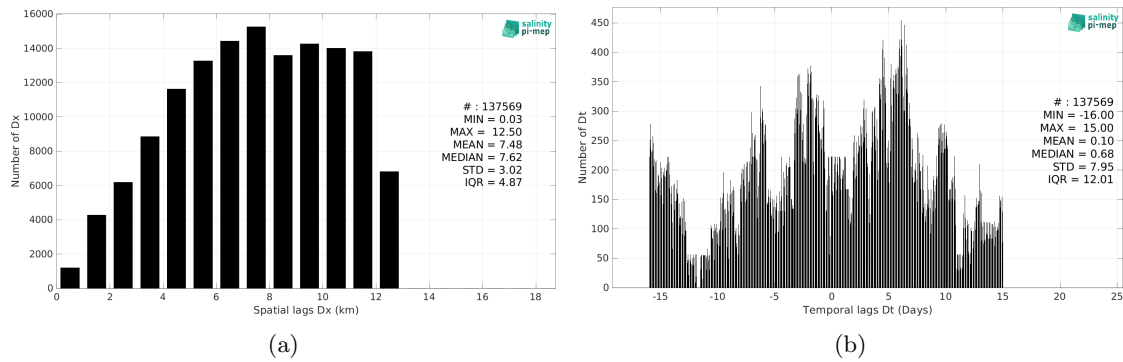 16000
14000
12000
10000
8000
6000
4000
2000
0
Number of Dx
0 2 4 6 8 10 12 14 16 18
Spatial lags Dx (km)
salinity
pi-mep
# : 137569
MIN = 0.03
MAX = 12.50
MEAN = 7.48
MEDIAN = 7.62
STD = 3.02
IQR = 4.87
(a)
450
400
350
300
250
200
150
100
50
0
Number of Dt
-15 -10 -5 0 5 10 15 20 25
Temporal lags Dt (Days)
salinity
pi-mep
# : 137569
MIN = -16.00
MAX = 15.00
MEAN = 0.10
MEDIAN = 0.68
STD = 7.95
IQR = 12.01
(b)